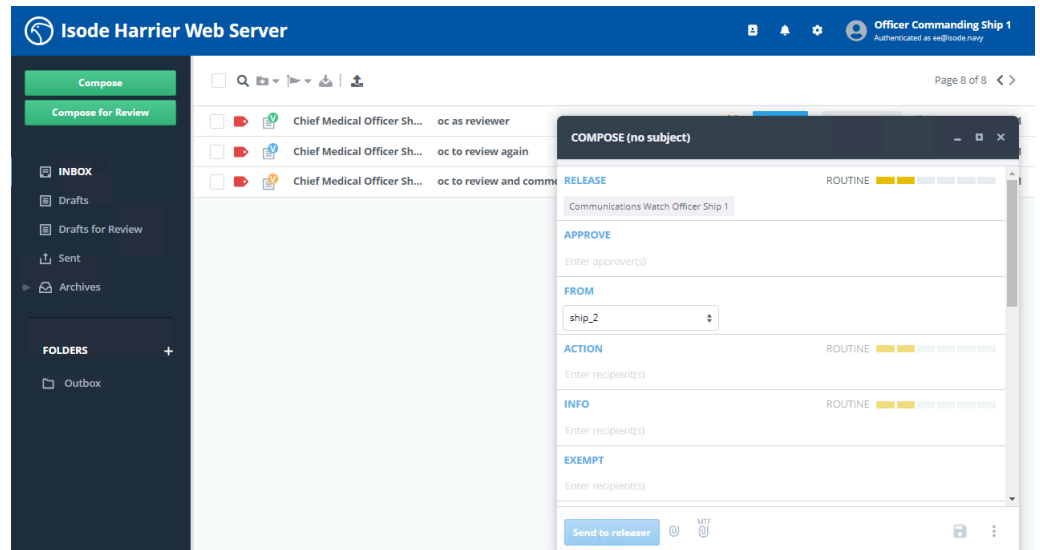 Isode Harrier Web Server
Officer Commanding Ship 1
Authenticated as ee@isode.navy
Compose
Compose for Review
INBOX
Drafts
Drafts for Review
Sent
Archives
FOLDERS +
Outbox
Page 8 of 8
V Chief Medical Officer Sh... oc as reviewer
V Chief Medical Officer Sh... oc to review again
V Chief Medical Officer Sh... oc to review and comme
COMPOSE (no subject)
RELEASE ROUTINE
Communications Watch Officer Ship 1
APPROVE
Enter approver(s)
FROM
ship_2
ACTION ROUTINE
Enter recipient(s)
INFO ROUTINE
Enter recipient(s)
EXEMPT
Enter recipient(s)
Send to releaser MTF